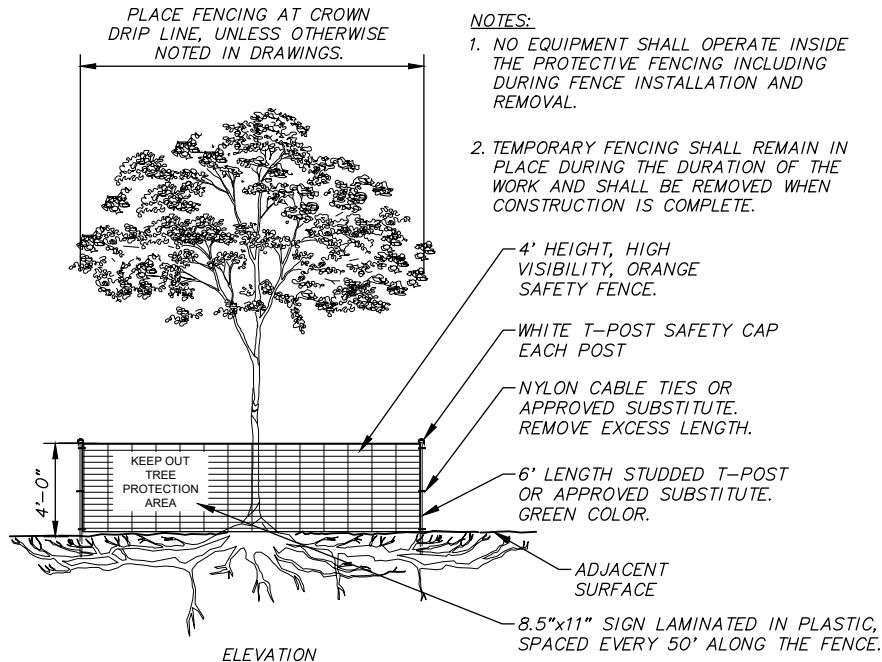 PLACE FENCING AT CROWN
DRIP LINE, UNLESS OTHERWISE
NOTED IN DRAWINGS.
NOTES:
1. NO EQUIPMENT SHALL OPERATE INSIDE
THE PROTECTIVE FENCING INCLUDING
DURING FENCE INSTALLATION AND
REMOVAL.
2. TEMPORARY FENCING SHALL REMAIN IN
PLACE DURING THE DURATION OF THE
WORK AND SHALL BE REMOVED WHEN
CONSTRUCTION IS COMPLETE.
4' HEIGHT, HIGH
VISIBILITY, ORANGE
SAFETY FENCE.
WHITE T-POST SAFETY CAP
EACH POST
NYLON CABLE TIES OR
APPROVED SUBSTITUTE.
REMOVE EXCESS LENGTH.
6' LENGTH STUDDED T-POST
OR APPROVED SUBSTITUTE.
GREEN COLOR.
4'-0"
KEEP OUT
TREE
PROTECTION
AREA
ADJACENT
SURFACE
8.5"x11" SIGN LAMINATED IN PLASTIC,
SPACED EVERY 50' ALONG THE FENCE.
ELEVATION